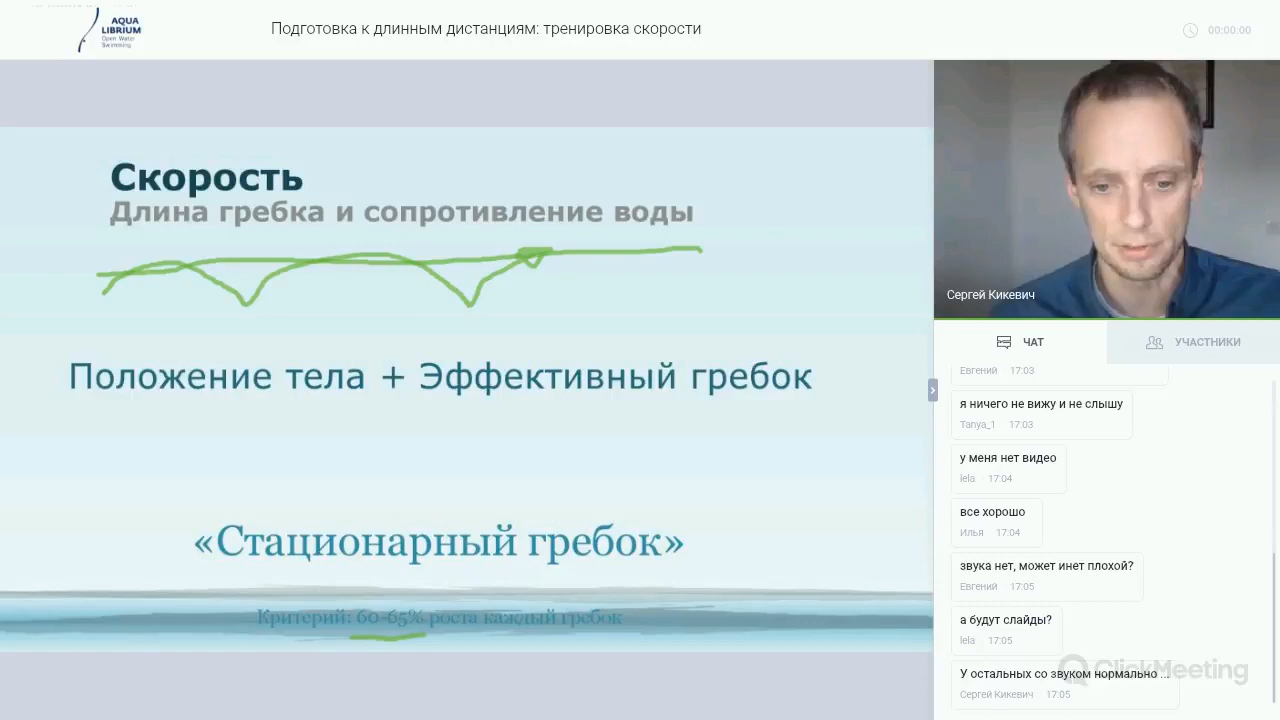 AQUA
LIBRIUM
Open Water
Swimming
Подготовка к длинным дистанциям: тренировка скорости
00:00:00
Скорость
Длина гребка и сопротивление воды
Положение тела + Эффективный гребок
«Стационарный гребок»
Критерий: 60-65% роста каждый гребок
Сергей Кикевич
ЧАТ
УЧАСТНИКИ
Евгений 17:03
я ничего не вижу и не слышу
Tanya_1 17:03
у меня нет видео
lela 17:04
все хорошо
Илья 17:04
звука нет, может инет плохой?
Евгений 17:05
а будут слайды?
lela 17:05
У остальных со звуком нормально ...
Сергей Кикевич 17:05
ClickMeeting